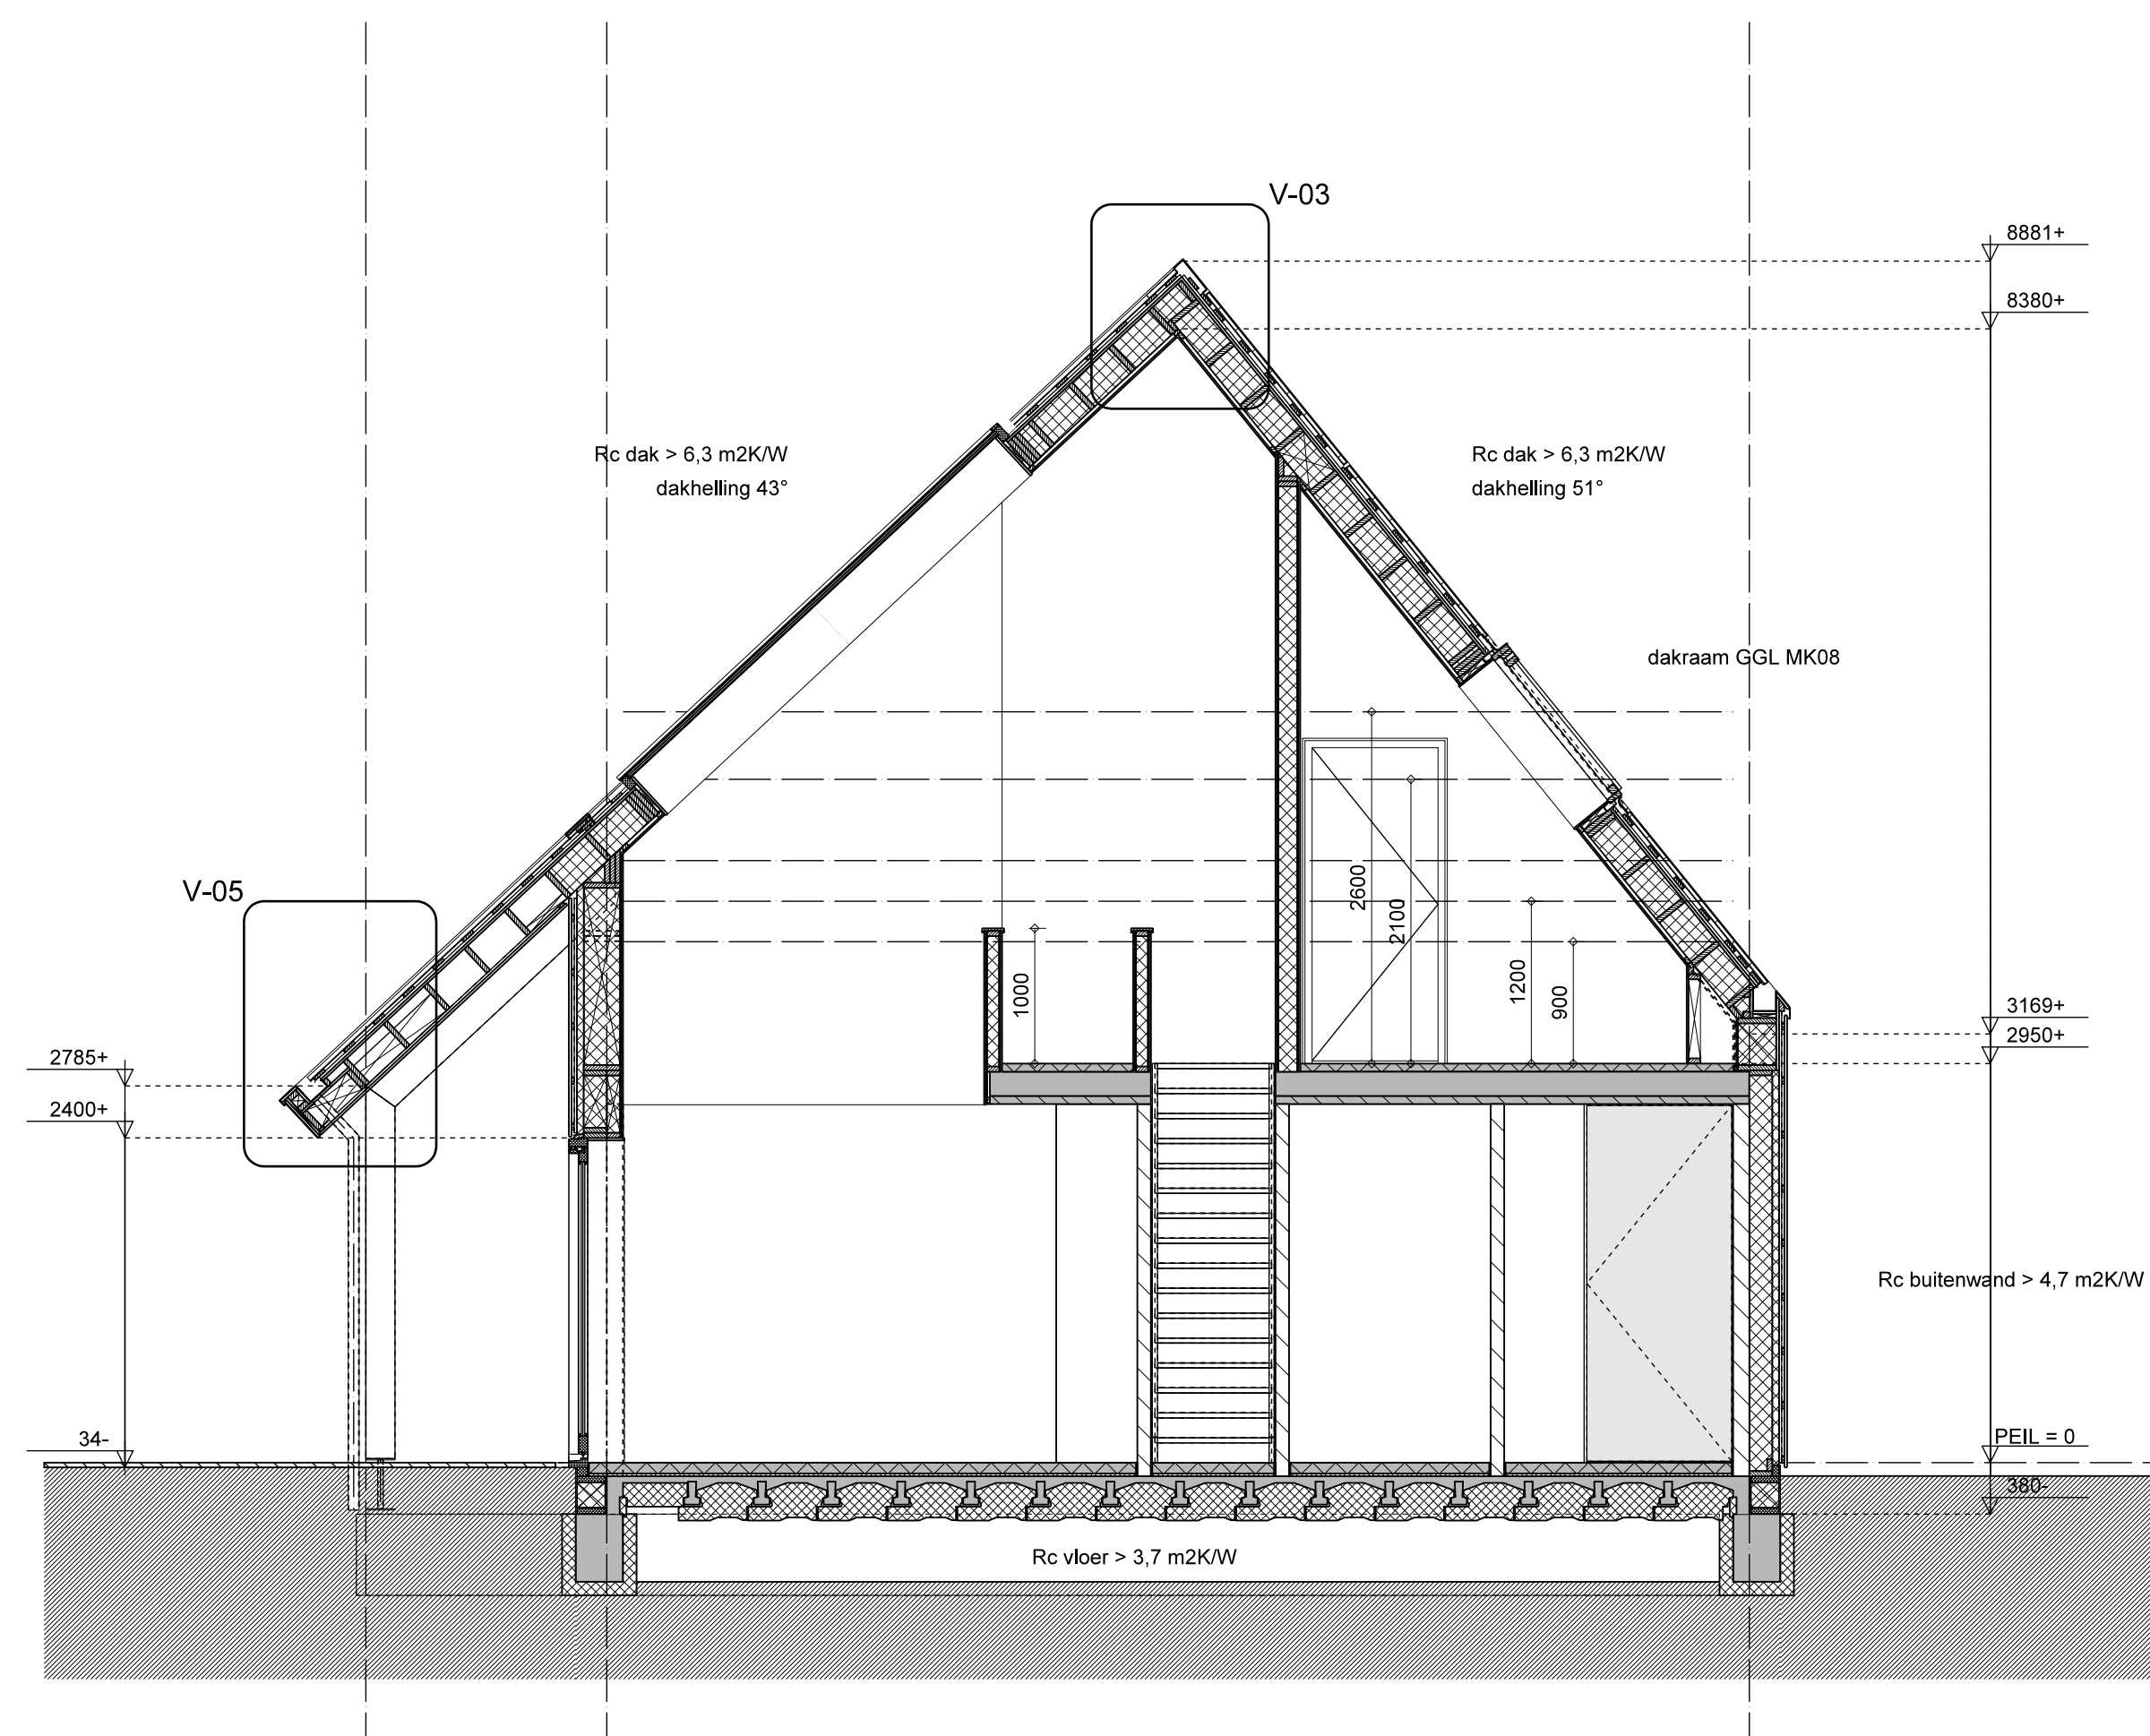 V-03
8881+
8380+
Rc dak > 6,3 m2K/W
dakhelling 43°
Rc dak > 6,3 m2K/W
dakhelling 51°
dakraam GGL MK08
V-05
2600
2100
1200
900
1000
3169+
2950+
2785+
2400+
Rc buitenwand > 4,7 m2K/W
34-
PEIL = 0
380-
Rc vloer > 3,7 m2K/W